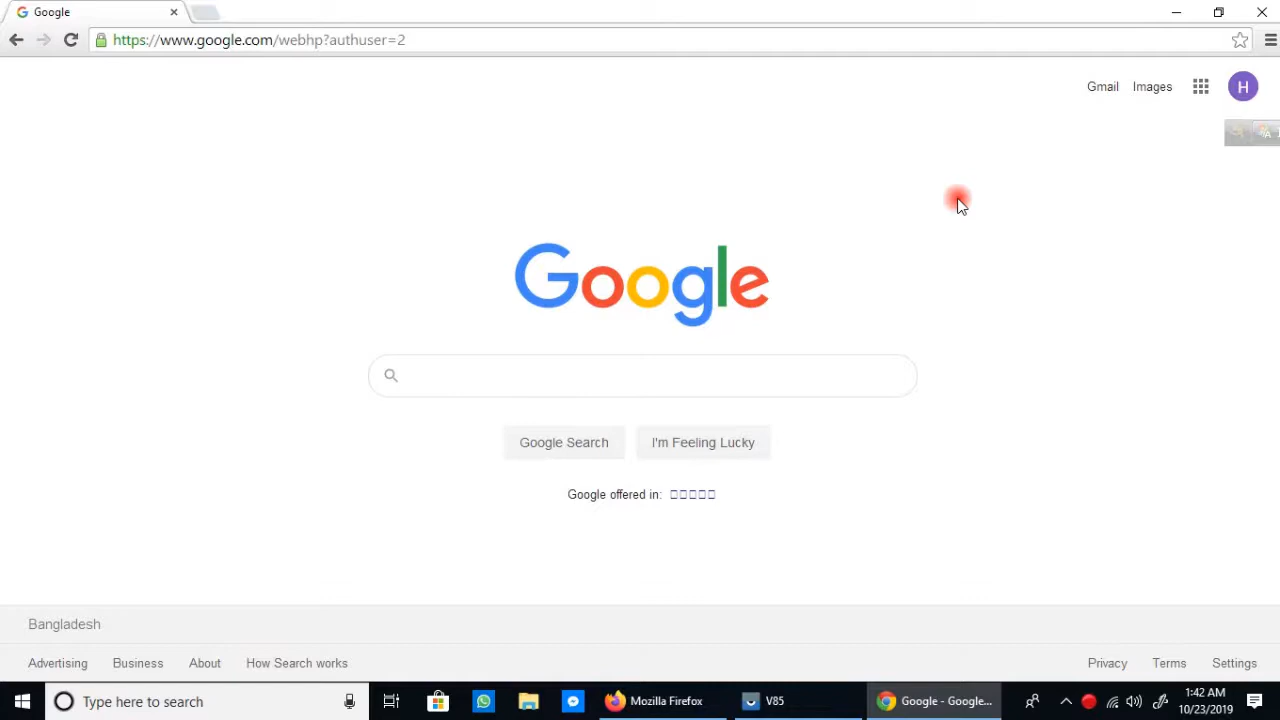 Google
https://www.google.com/webhp?authuser=2
Gmail Images H
Google
Google Search I'm Feeling Lucky
Google offered in:
Bangladesh
Advertising Business About How Search works Privacy Terms Settings
Type here to search Mozilla Firefox V85 Google - Google... 1:42 AM
10/23/2019